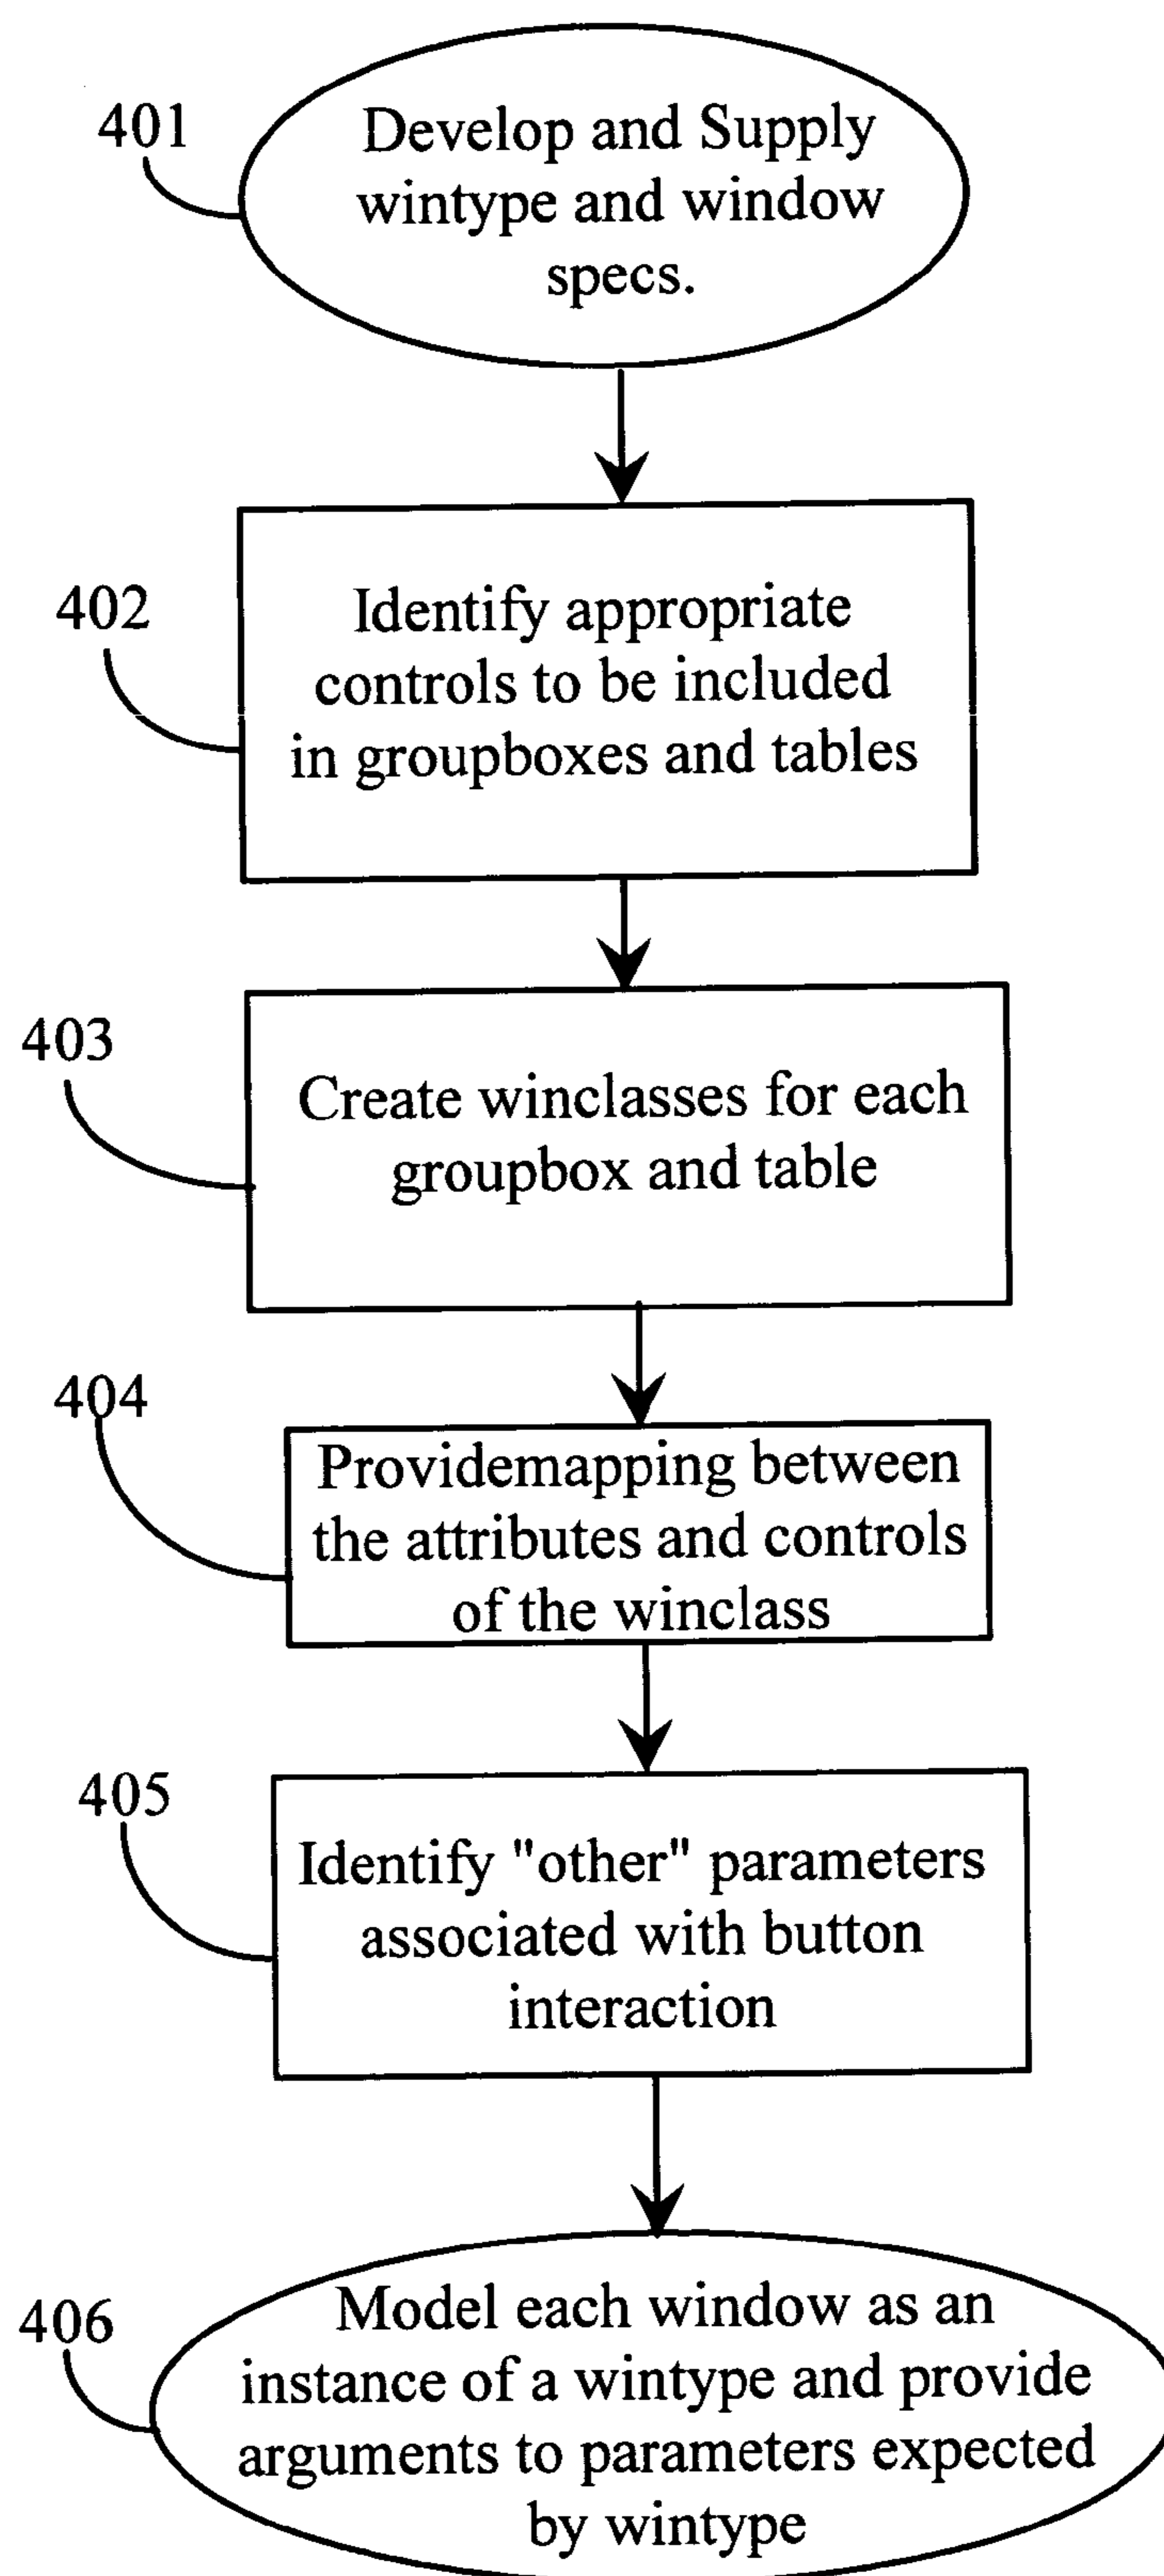 401
Develop and Supply
wintype and window
specs.
402
Identify appropriate
controls to be included
in groupboxes and tables
403
Create winclasses for each
groupbox and table
404
Providemapping between
the attributes and controls
of the winclass
405
Identify "other" parameters
associated with button
interaction
406
Model each window as an
instance of a wintype and provide
arguments to parameters expected
by wintype